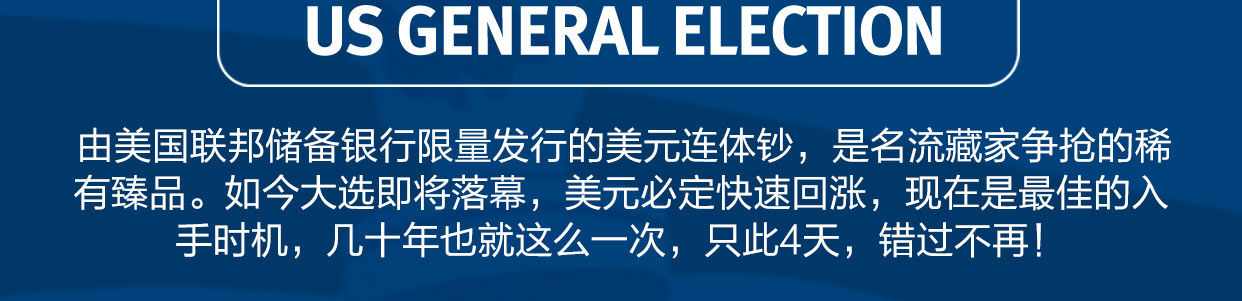 US GENERAL ELECTION
由美国联邦储备银行限量发行的美元连体钞，是名流藏家争抢的稀
有臻品。如今大选即将落幕，美元必定快速回涨，现在是最佳的入
手时机，几十年也就这么一次，只此4天，错过不再！